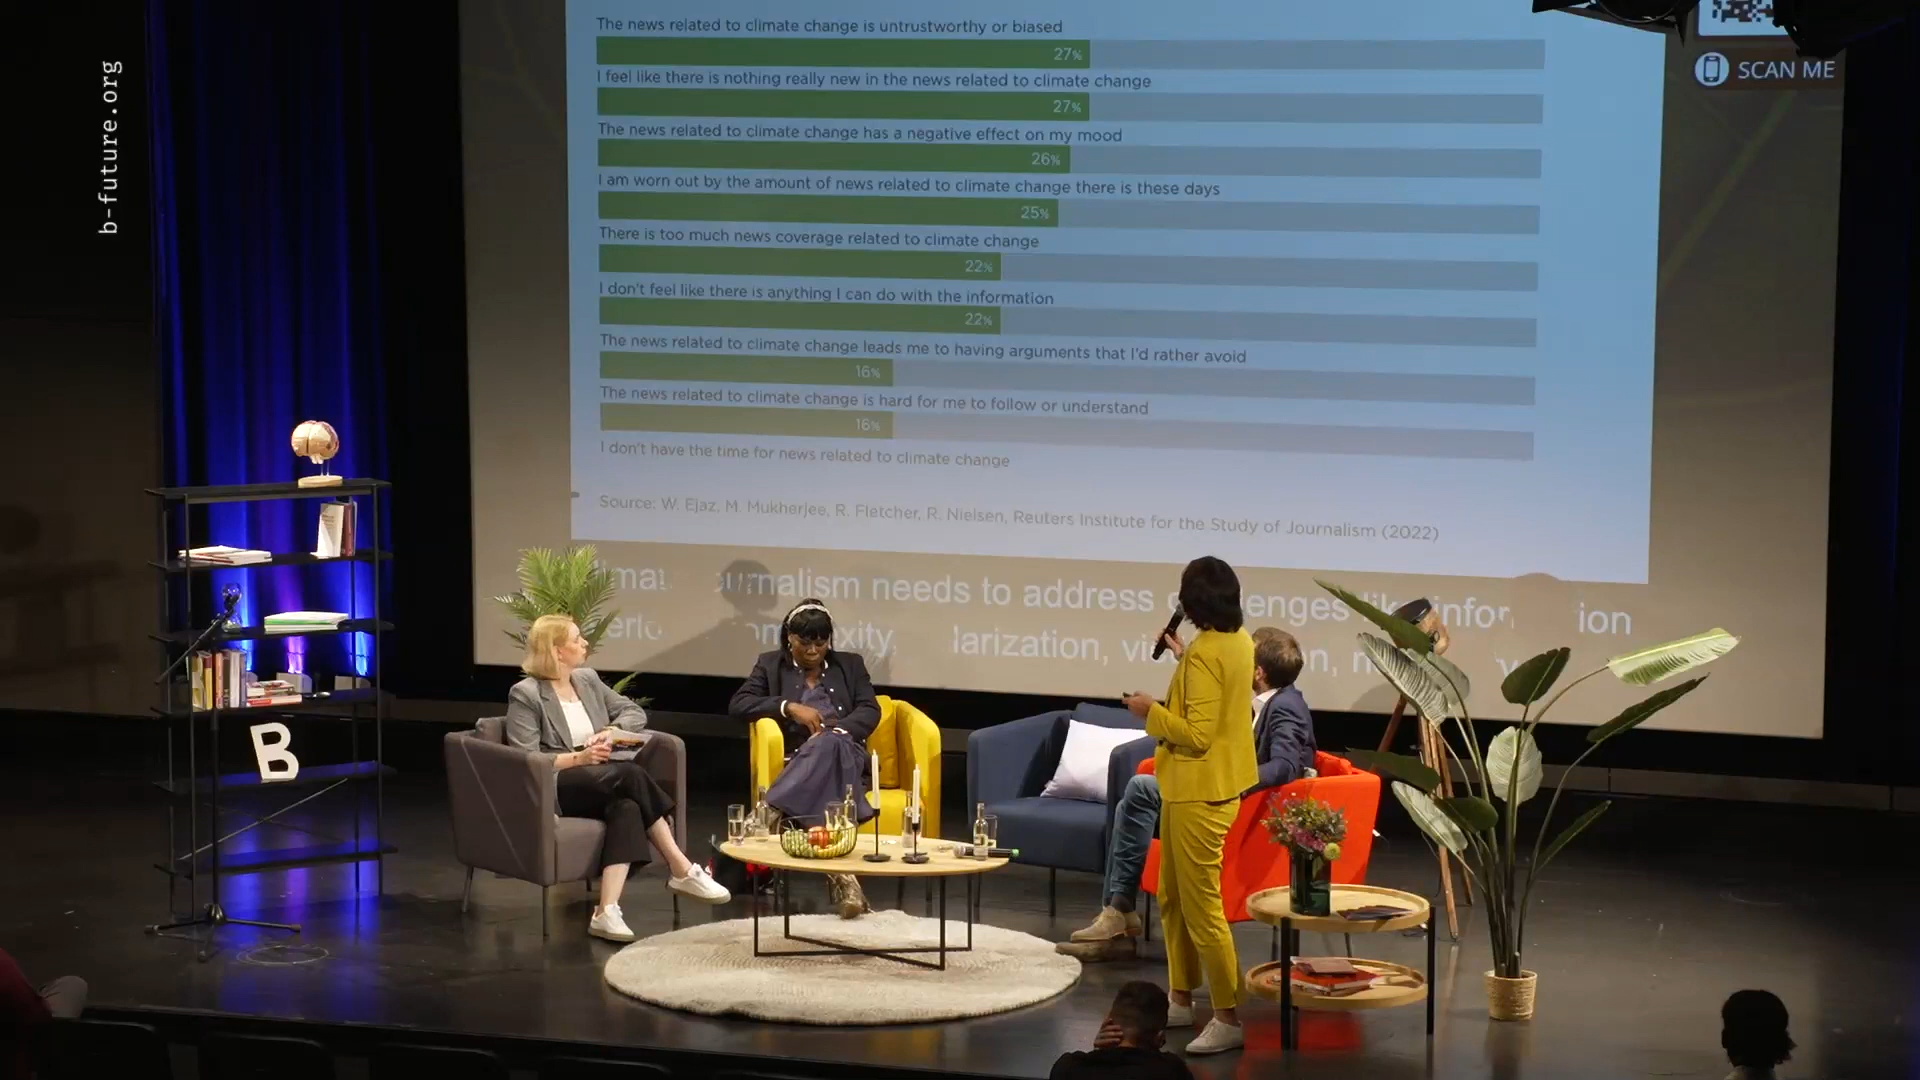 b-future.org
The news related to climate change is untrustworthy or biased
27%
I feel like there is nothing really new in the news related to climate change
27%
The news related to climate change has a negative effect on my mood
26%
I am worn out by the amount of news related to climate change there is these days
25%
There is too much news coverage related to climate change
22%
I don't feel like there is anything I can do with the information
22%
The news related to climate change leads me to having arguments that I'd rather avoid
16%
The news related to climate change is hard for me to follow or understand
16%
I don't have the time for news related to climate change
Source: W. Ejaz, M. Mukherjee, R. Fletcher, R. Nielsen, Reuters Institute for the Study of Journalism (2022)
SCAN ME
needs to address
B